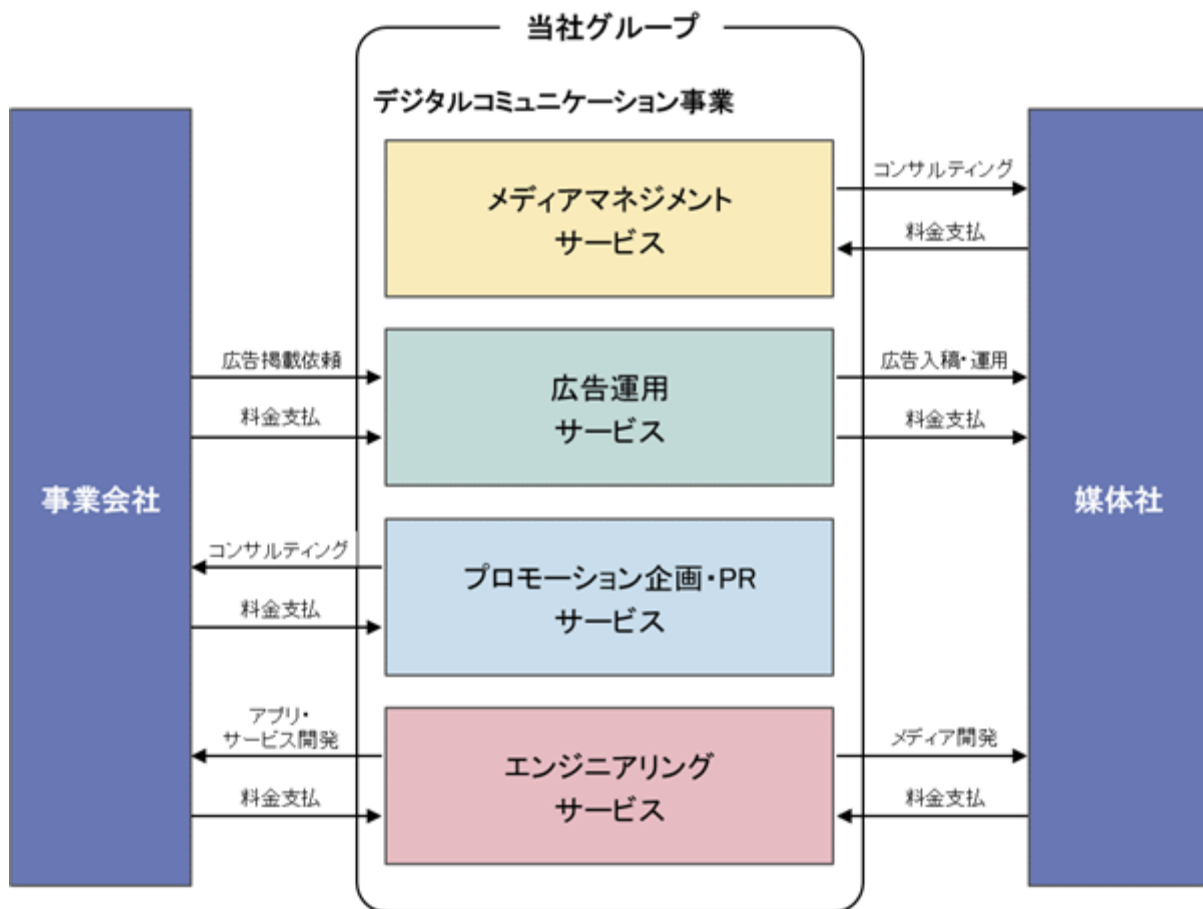 当社グループ
デジタルコミュニケーション事業
メディアマネジメント
サービス
コンサルティング
料金支払
広告掲載依頼
料金支払
広告運用
サービス
広告入稿・運用
料金支払
事業会社
媒体社
コンサルティング
料金支払
プロモーション企画・PR
サービス
アプリ・
サービス開発
料金支払
エンジニアリング
サービス
メディア開発
料金支払